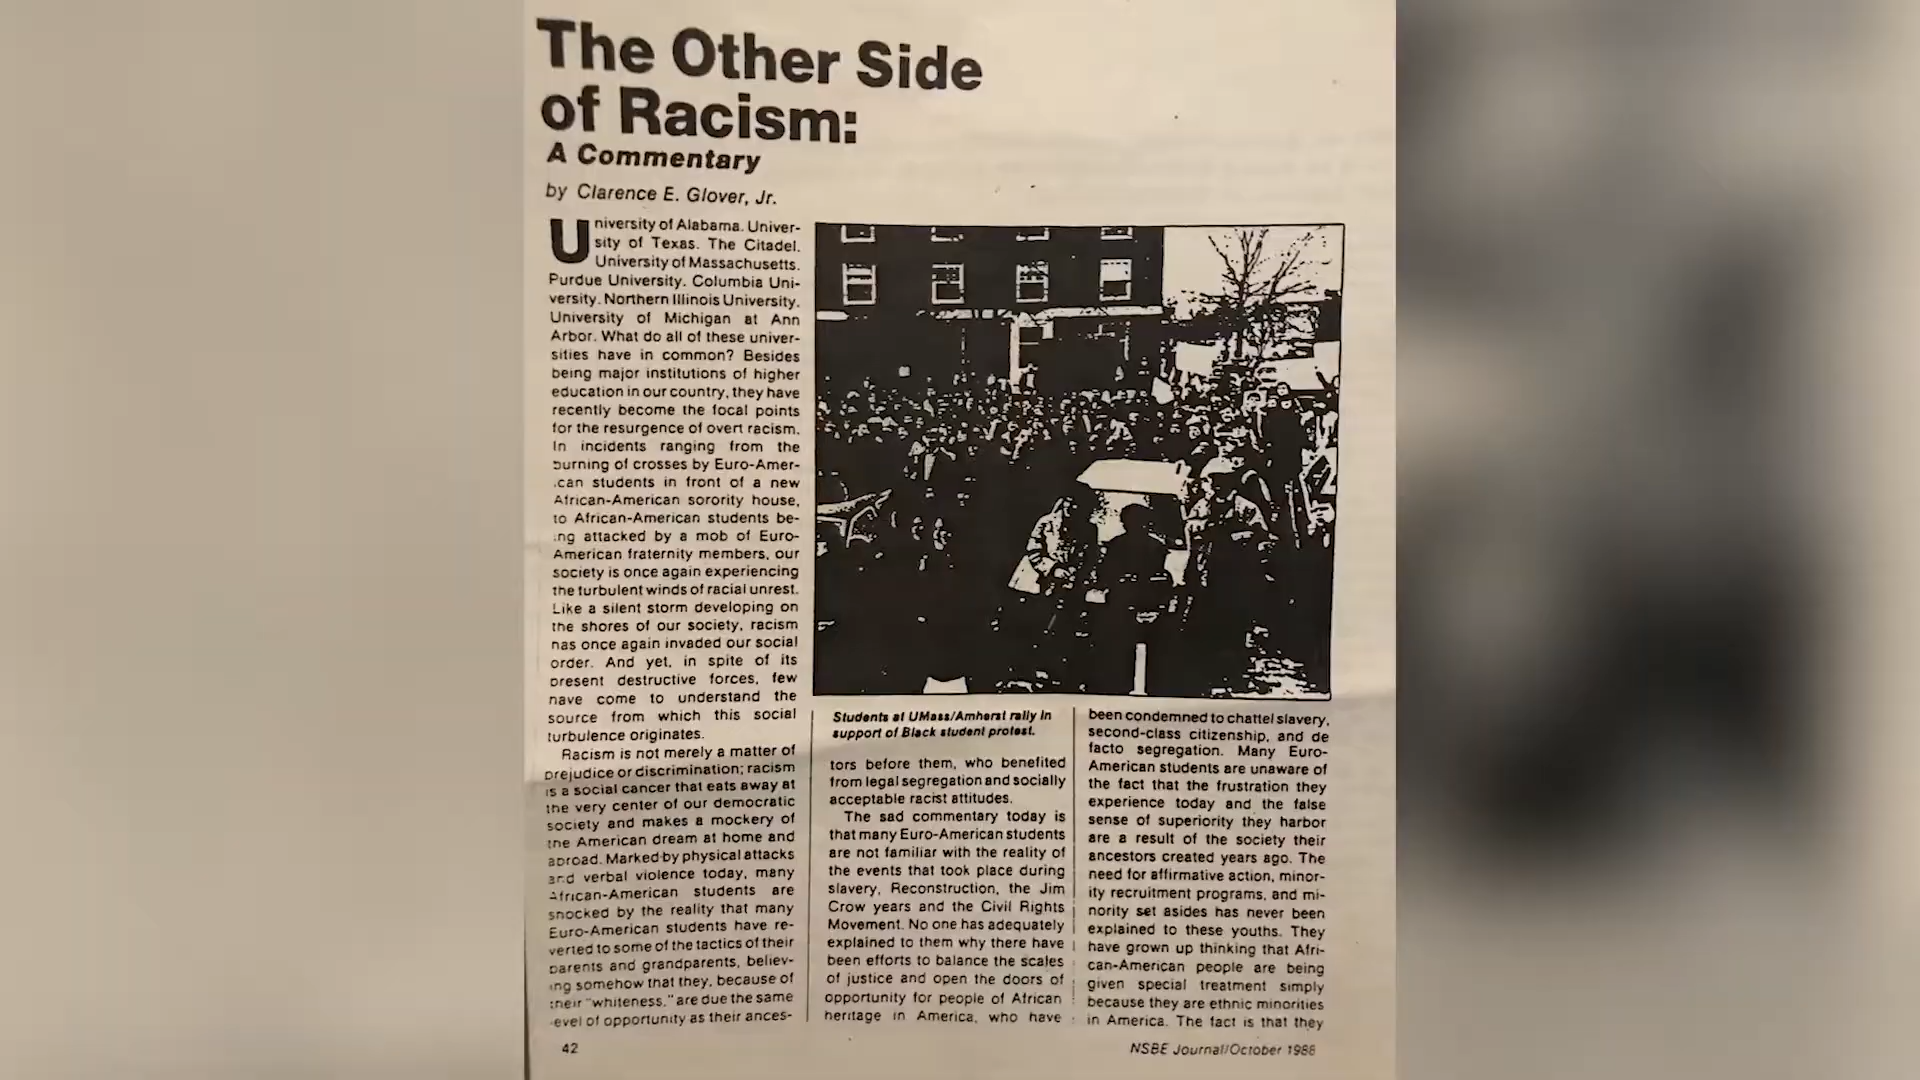 The Other Side
of Racism:
A Commentary
by Clarence E. Glover, Jr.
University of Alabama. Univer-
sity of Texas. The Citadel.
University of Massachusetts.
Purdue University. Columbia Uni-
versity. Northern Illinois University.
University of Michigan at Ann
Arbor. What do all of these univer-
sities have in common? Besides
being major institutions of higher
education in our country, they have
recently become the focal points
for the resurgence of overt racism.
In incidents ranging from the
burning of crosses by Euro-Amer-
ican students in front of a new
African-American sorority house,
to African-American students be-
ing attacked by a mob of Euro-
American fraternity members, our
society is once again experiencing
the turbulent winds of racial unrest.
Like a silent storm developing on
the shores of our society, racism
has once again invaded our social
order. And yet, in spite of its
present destructive forces, few
have come to understand the
source from which this social
turbulence originates.
Racism is not merely a matter of
prejudice or discrimination; racism
is a social cancer that eats away at
the very center of our democratic
society and makes a mockery of
the American dream at home and
abroad. Marked by physical attacks
and verbal violence today, many
African-American students are
shocked by the reality that many
Euro-American students have re-
verted to some of the tactics of their
parents and grandparents, believ-
ing somehow that they, because of
their "whiteness," are due the same
level of opportunity as their ances-
Students at UMass/Amherst rally in
support of Black student protest.
tors before them, who benefited
from legal segregation and socially
acceptable racist attitudes.
The sad commentary today is
that many Euro-American students
are not familiar with the reality of
the events that took place during
slavery, Reconstruction, the Jim
Crow years and the Civil Rights
Movement. No one has adequately
explained to them why there have
been efforts to balance the scales
of justice and open the doors of
opportunity for people of African
heritage in America, who have
been condemned to chattel slavery,
second-class citizenship, and de
facto segregation. Many Euro-
American students are unaware of
the fact that the frustration they
experience today and the false
sense of superiority they harbor
are a result of the society their
ancestors created years ago. The
need for affirmative action, minor-
ity recruitment programs, and mi-
nority set asides has never been
explained to these youths. They
have grown up thinking that Afri-
can-American people are being
given special treatment simply
because they are ethnic minorities
in America. The fact is that they
42
NSBE Journal/October 1988